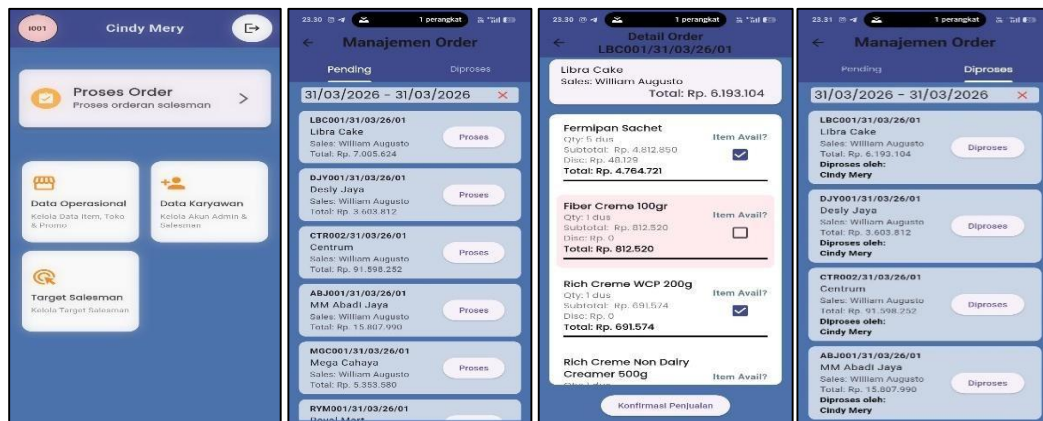 I001
Cindy Mery
Proses Order
Proses orderan salesman
Data Operasional
Kelola Data Item, Toko
& Promo
Data Karyawan
Kelola Akun Admin &
Salesman
Target Salesman
Kelola Target Salesman
23.30
1 perangkat
Manajemen Order
Pending
Diproses
31/03/2026 - 31/03/2026
LBC001/31/03/26/01
Libra Cake
Sales: William Augusto
Total: Rp. 7.005.624
Proses
DJY001/31/03/26/01
Desly Jaya
Sales: William Augusto
Total: Rp. 3.603.812
Proses
CTR002/31/03/26/01
Centrum
Sales: William Augusto
Total: Rp. 91.598.252
Proses
ABJ001/31/03/26/01
MM Abadi Jaya
Sales: William Augusto
Total: Rp. 15.807.990
Proses
MGC001/31/03/26/01
Mega Cahaya
Sales: William Augusto
Total: Rp. 5.353.580
Proses
RYM001/31/03/26/01
Royal Mart
23.30
1 perangkat
Detail Order
LBC001/31/03/26/01
Libra Cake
Sales: William Augusto
Total: Rp. 6.193.104
Fermipan Sachet
Qty: 5 dus
Subtotal: Rp. 4.812.850
Disc: Rp. 48.129
Total: Rp. 4.764.721
Item Avail?
Fiber Creme 100gr
Qty: 1 dus
Subtotal: Rp. 812.520
Disc: Rp. 0
Total: Rp. 812.520
Item Avail?
Rich Creme WCP 200g
Qty: 1 dus
Subtotal: Rp. 691.574
Disc: Rp. 0
Total: Rp. 691.574
Item Avail?
Rich Creme Non Dairy
Creamer 500g
Qty: 1 dus
Item Avail?
Konfirmasi Penjualan
23.31
1 perangkat
Manajemen Order
Pending
Diproses
31/03/2026 - 31/03/2026
LBC001/31/03/26/01
Libra Cake
Sales: William Augusto
Total: Rp. 6.193.104
Diproses oleh:
Cindy Mery
Diproses
DJY001/31/03/26/01
Desly Jaya
Sales: William Augusto
Total: Rp. 3.603.812
Diproses oleh:
Cindy Mery
Diproses
CTR002/31/03/26/01
Centrum
Sales: William Augusto
Total: Rp. 91.598.252
Diproses oleh:
Cindy Mery
Diproses
ABJ001/31/03/26/01
MM Abadi Jaya
Sales: William Augusto
Total: Rp. 15.807.990
Diproses oleh:
Cindy Mery
Diproses